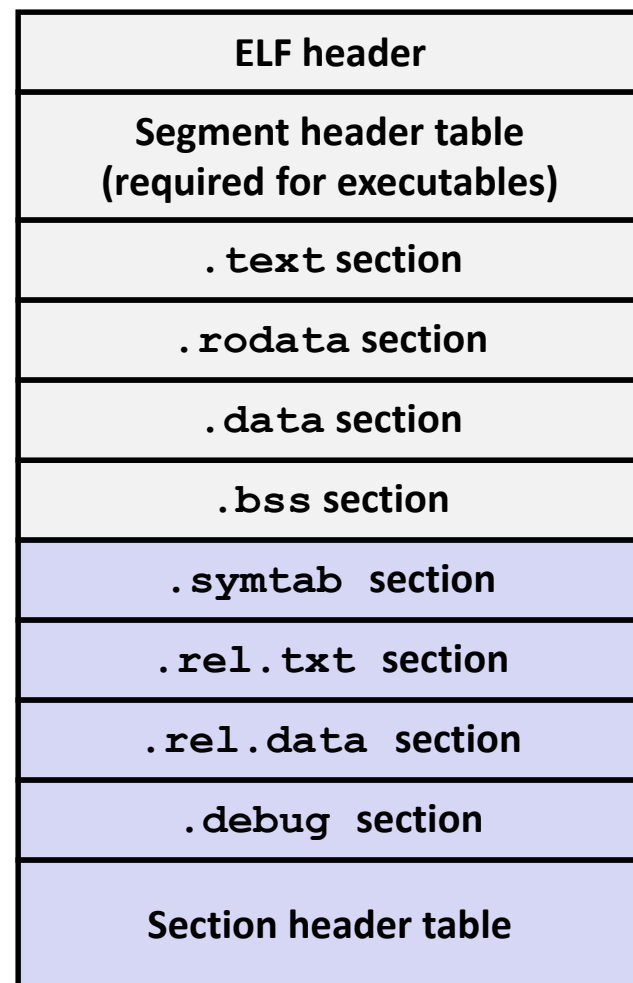 ELF header
Segment header table
(required for executables)
.text section
.rodata section
.data section
.bss section
.symtab section
.rel.txt section
.rel.data section
.debug section
Section header table